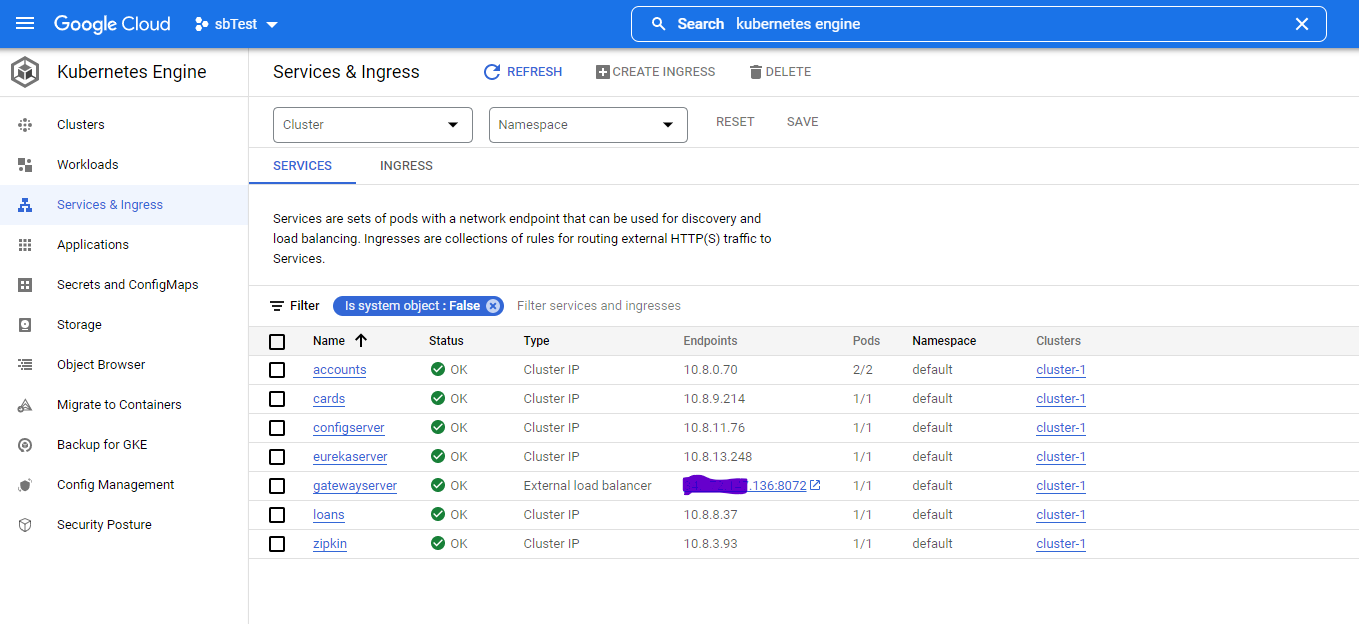 Google Cloud sbTest Search kubernetes engine
Kubernetes Engine
Clusters
Workloads
Services & Ingress
Applications
Secrets and ConfigMaps
Storage
Object Browser
Migrate to Containers
Backup for GKE
Config Management
Security Posture
Services & Ingress REFRESH CREATE INGRESS DELETE
Cluster Namespace RESET SAVE
SERVICES INGRESS
Services are sets of pods with a network endpoint that can be used for discovery and
load balancing. Ingresses are collections of rules for routing external HTTP(S) traffic to
Services.
Filter Is system object : False Filter services and ingresses
Name Status Type Endpoints Pods Namespace Clusters
accounts OK Cluster IP 10.8.0.70 2/2 default cluster-1
cards OK Cluster IP 10.8.9.214 1/1 default cluster-1
configserver OK Cluster IP 10.8.11.76 1/1 default cluster-1
eurekaserver OK Cluster IP 10.8.13.248 1/1 default cluster-1
gatewayserver OK External load balancer .136:8072 1/1 default cluster-1
loans OK Cluster IP 10.8.8.37 1/1 default cluster-1
zipkin OK Cluster IP 10.8.3.93 1/1 default cluster-1